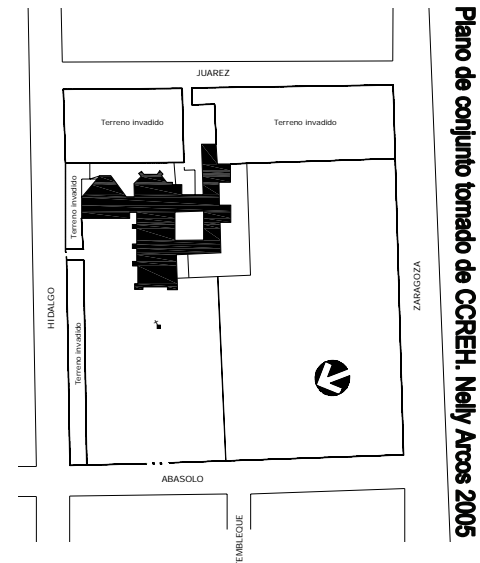 JUAREZ
Terreno invadido
Terreno invadido
Terreno invadido
HIDALGO
Terreno invadido
ZARAGOZA
ABASOLO
TEMBLEQUE
Plano de conjunto tomado de CCREH. Nelly Arcos 2005